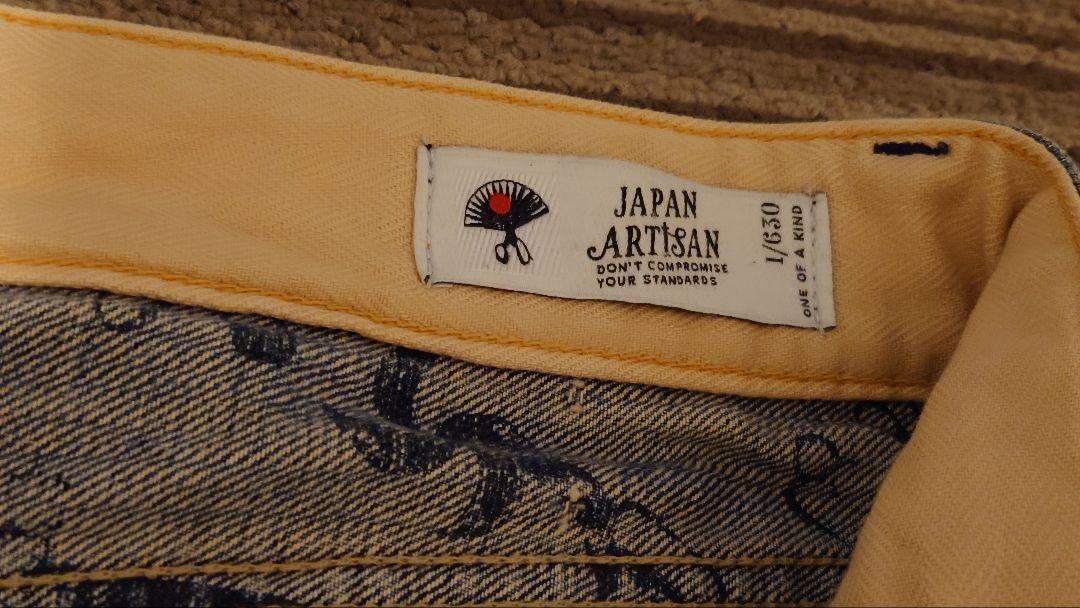 JAPAN
ARTISAN
DON'T COMPROMISE
YOUR STANDARDS
1/630
ONE OF A KIND